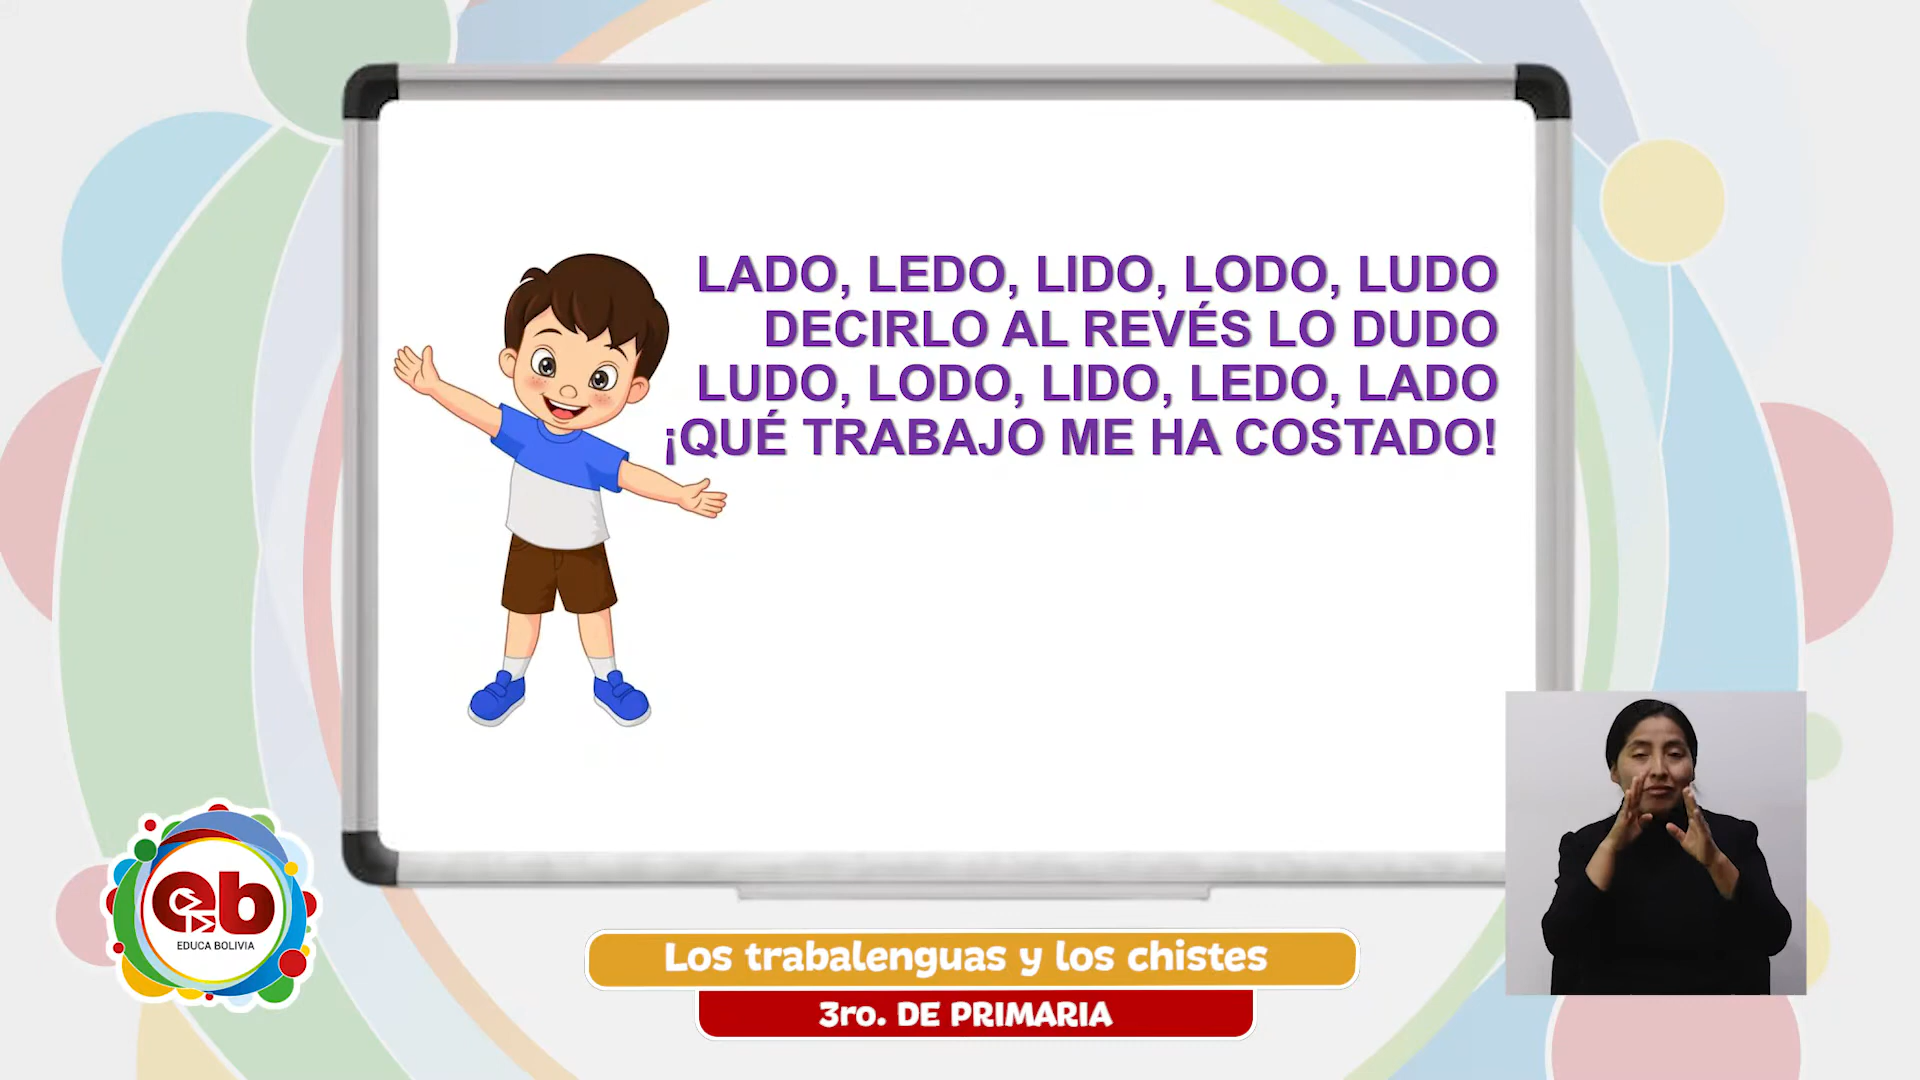 LADO, LEDO, LIDO, LODO, LUDO
DECIRLO AL REVÉS LO DUDO
LUDO, LODO, LIDO, LEDO, LADO
¡QUÉ TRABAJO ME HA COSTADO!
eb
EDUCA BOLIVIA
Los trabalenguas y los chistes
3ro. DE PRIMARIA